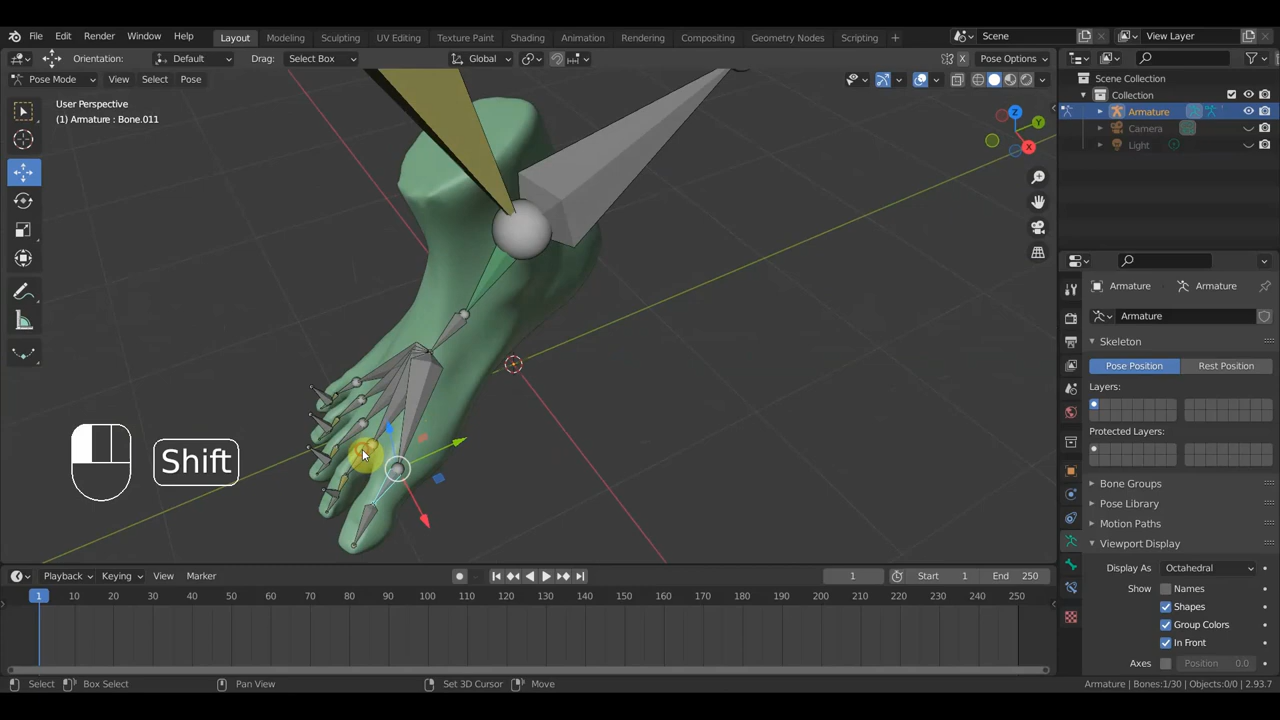 File Edit Render Window Help Layout Modeling Sculpting UV Editing Texture Paint Shading Animation Rendering Compositing Geometry Nodes Scripting + Scene View Layer
Orientation: Default Drag: Select Box Global Pose Options
Pose Mode View Select Pose
User Perspective
(1) Armature : Bone.011
Z
Y
X
Shift
Scene Collection
Collection
Armature
Camera
Light
Armature Armature
Armature
Skeleton
Pose Position Rest Position
Layers:
Protected Layers:
Bone Groups
Pose Library
Motion Paths
Viewport Display
Display As Octahedral
Show Names
Shapes
Group Colors
In Front
Axes Position 0.0
Playback Keying View Marker 1 Start 1 End 250
1 10 20 30 40 50 60 70 80 90 100 110 120 130 140 150 160 170 180 190 200 210 220 230 240 250
Select Box Select Pan View Set 3D Cursor Move Armature | Bones:1/30 | Objects:0/0 | 2.93.7